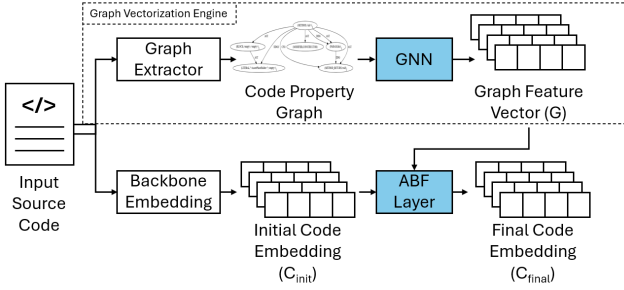 Graph Vectorization Engine
Graph
Extractor
Code Property
Graph
GNN
Graph Feature
Vector (G)
</>
Input
Source
Code
Backbone
Embedding
Initial Code
Embedding
(Cinit)
ABF
Layer
Final Code
Embedding
(Cfinal)